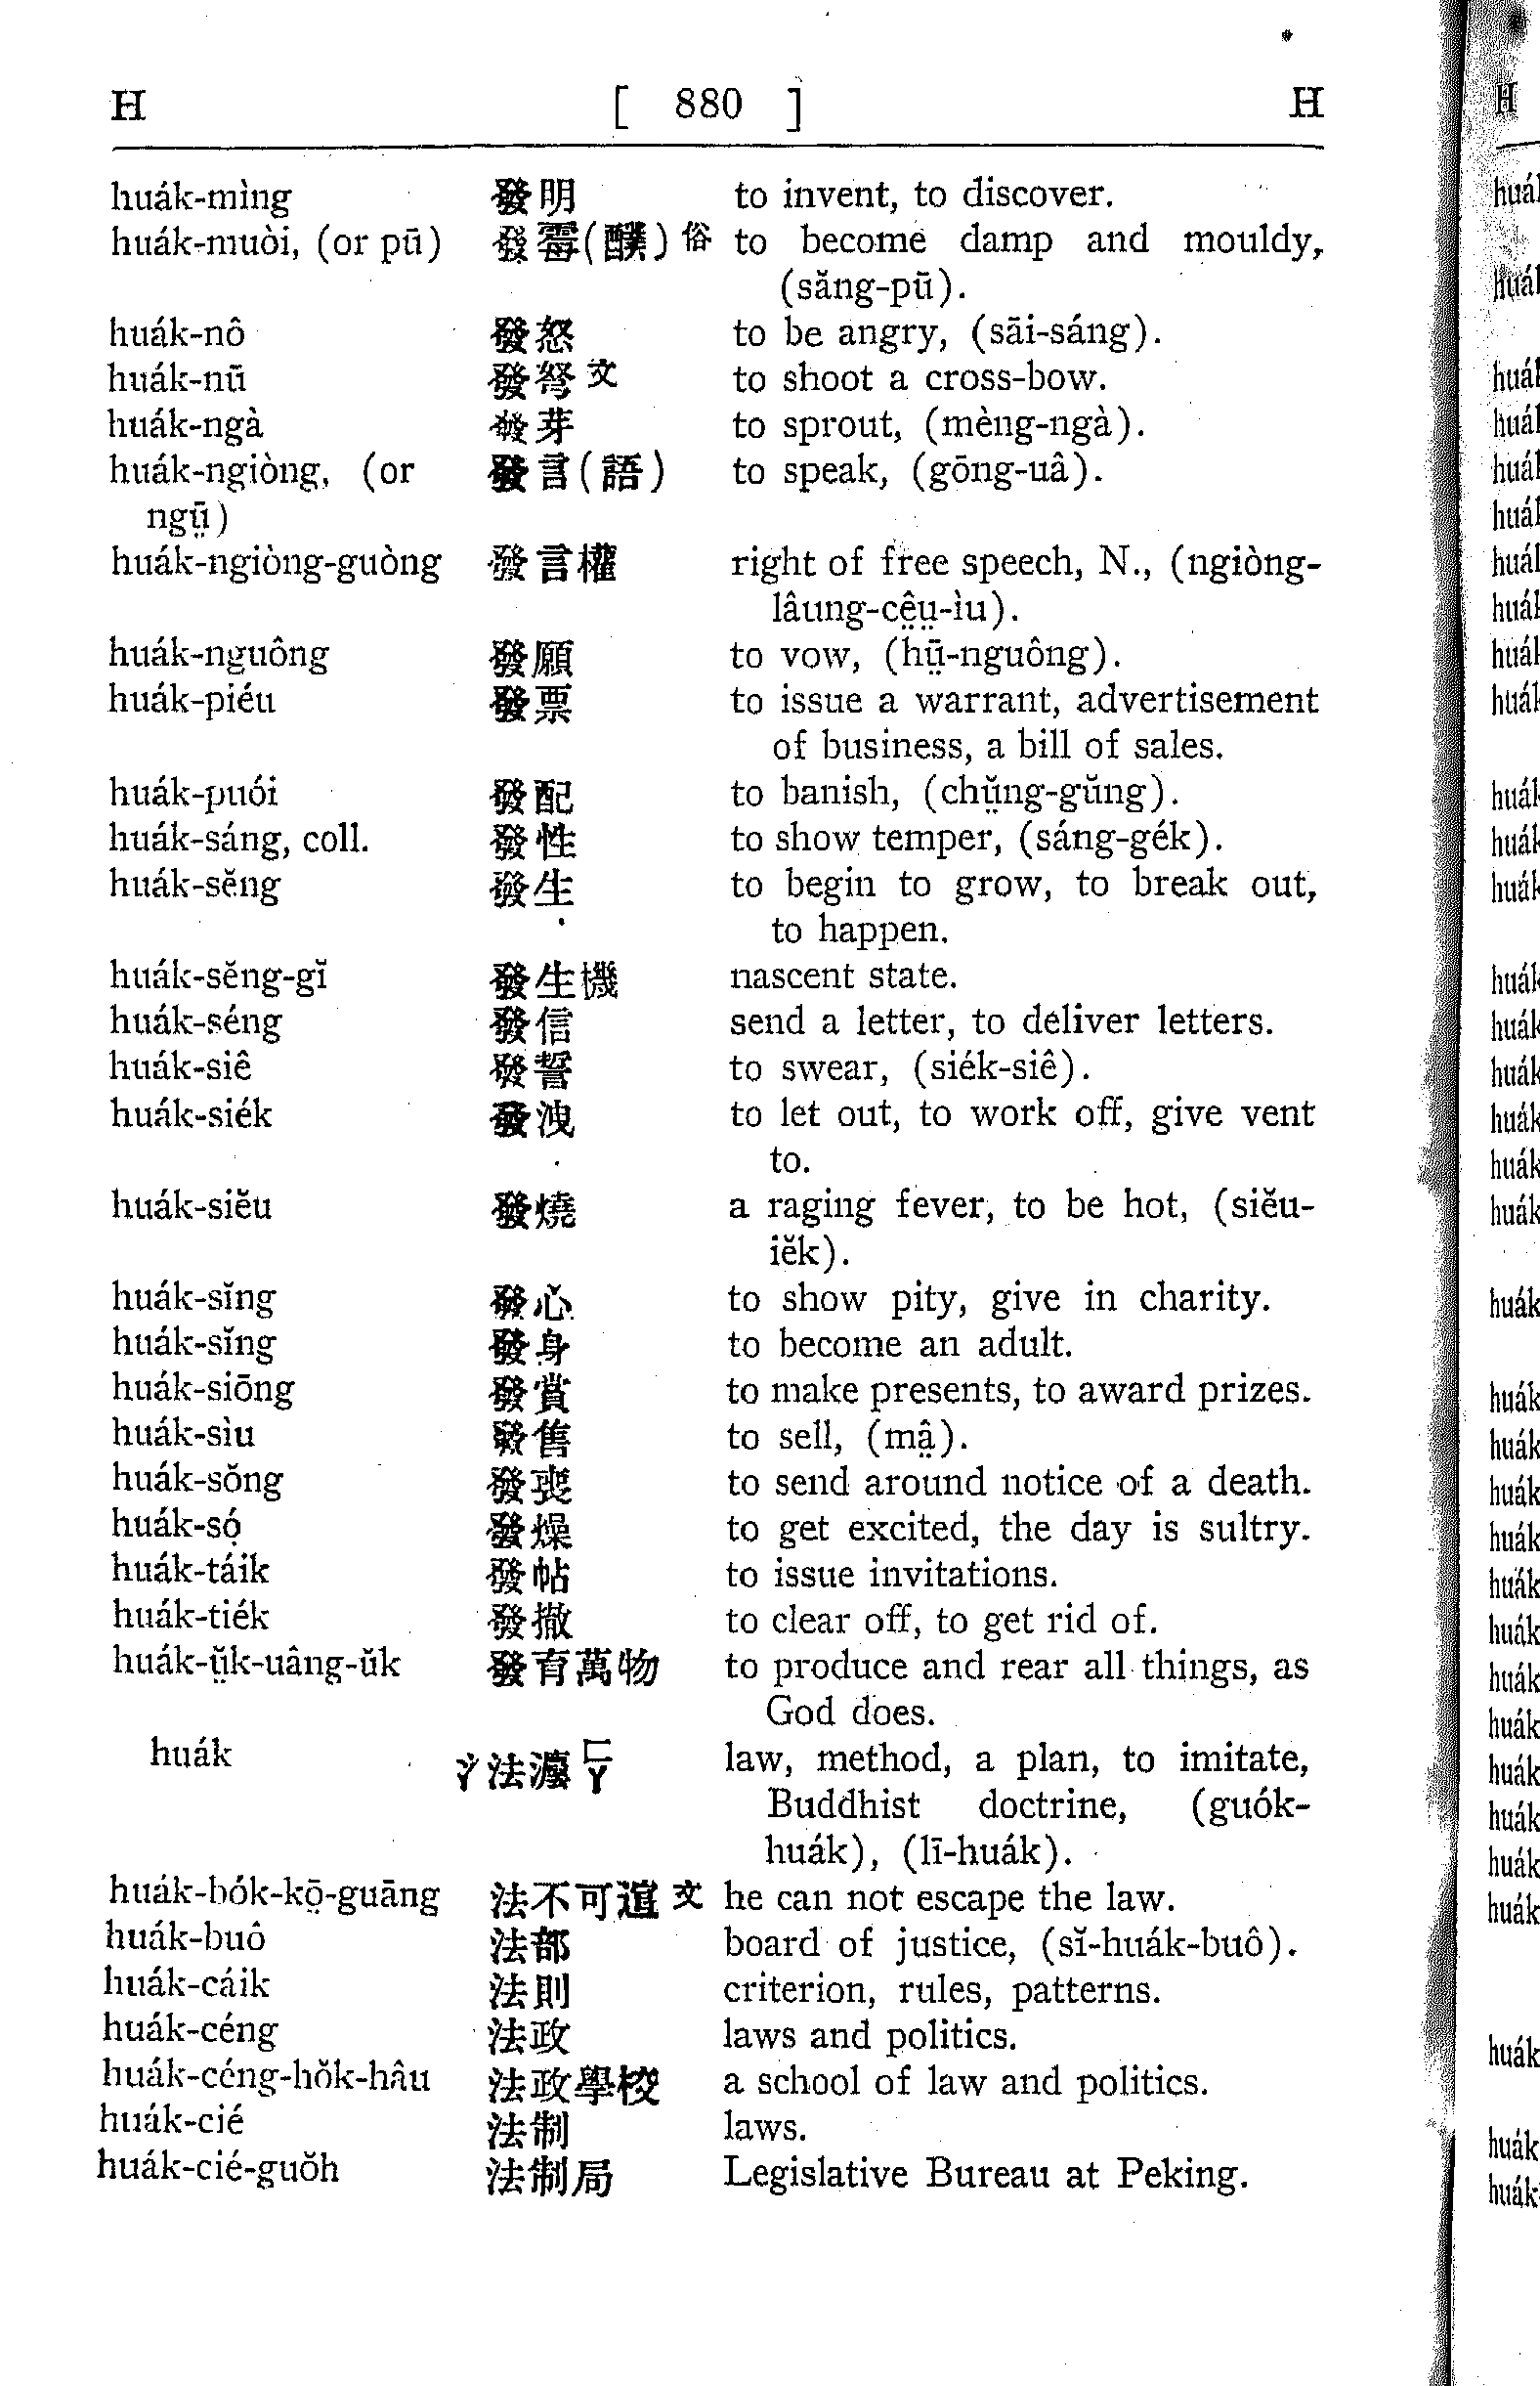 H [ 880 ] H
huák-mìng 發明 to invent, to discover.
huák-muòi, (or pū) 發霉(醭)俗 to become damp and mouldy,
(săng-pū).
huák-nô 發怒 to be angry, (sāi-sáng).
huák-nū 發弩文 to shoot a cross-bow.
huák-ngà 發芽 to sprout, (mèng-ngà).
huák-ngiòng, (or 發言(語) to speak, (gōng-uâ).
ngṳ̄)
huák-ngiòng-guòng 發言權 right of free speech, N., (ngiòng-
lâung-cê̤ṳ-ìu).
huák-nguông 發願 to vow, (hṳ̄-nguông).
huák-piéu 發票 to issue a warrant, advertisement
of business, a bill of sales.
huák-puói 發配 to banish, (chṳ̆ng-gŭng).
huák-sáng, coll. 發性 to show temper, (sáng-gék).
huák-sĕng 發生 to begin to grow, to break out,
to happen.
huák-sĕng-gĭ 發生機 nascent state.
huák-séng 發信 send a letter, to deliver letters.
huák-siê 發誓 to swear, (siék-siê).
huák-siék 發洩 to let out, to work off, give vent
to.
huák-siĕu 發燒 a raging fever, to be hot, (siĕu-
iĕk).
huák-sĭng 發心 to show pity, give in charity.
huák-sĭng 發身 to become an adult.
huák-siōng 發賞 to make presents, to award prizes.
huák-sìu 發售 to sell, (mâ̤).
huák-sŏng 發喪 to send around notice of a death.
huák-só̤ 發燥 to get excited, the day is sultry.
huák-táik 發帖 to issue invitations.
huák-tiék 發撤 to clear off, to get rid of.
huák-ṳ̆k-uâng-ŭk 發育萬物 to produce and rear all things, as
God does.
huák 法灋 ㄈㄚ law, method, a plan, to imitate,
Buddhist doctrine, (guók-
huák), (lī-huák).
huák-bók-kō̤-guāng 法不可逭文 he can not escape the law.
huák-buô 法部 board of justice, (sĭ-huák-buô).
huák-cáik 法則 criterion, rules, patterns.
huák-céng 法政 laws and politics.
huák-céng-hŏk-hâu 法政學校 a school of law and politics.
huák-cié 法制 laws.
huák-cié-guŏh 法制局 Legislative Bureau at Peking.